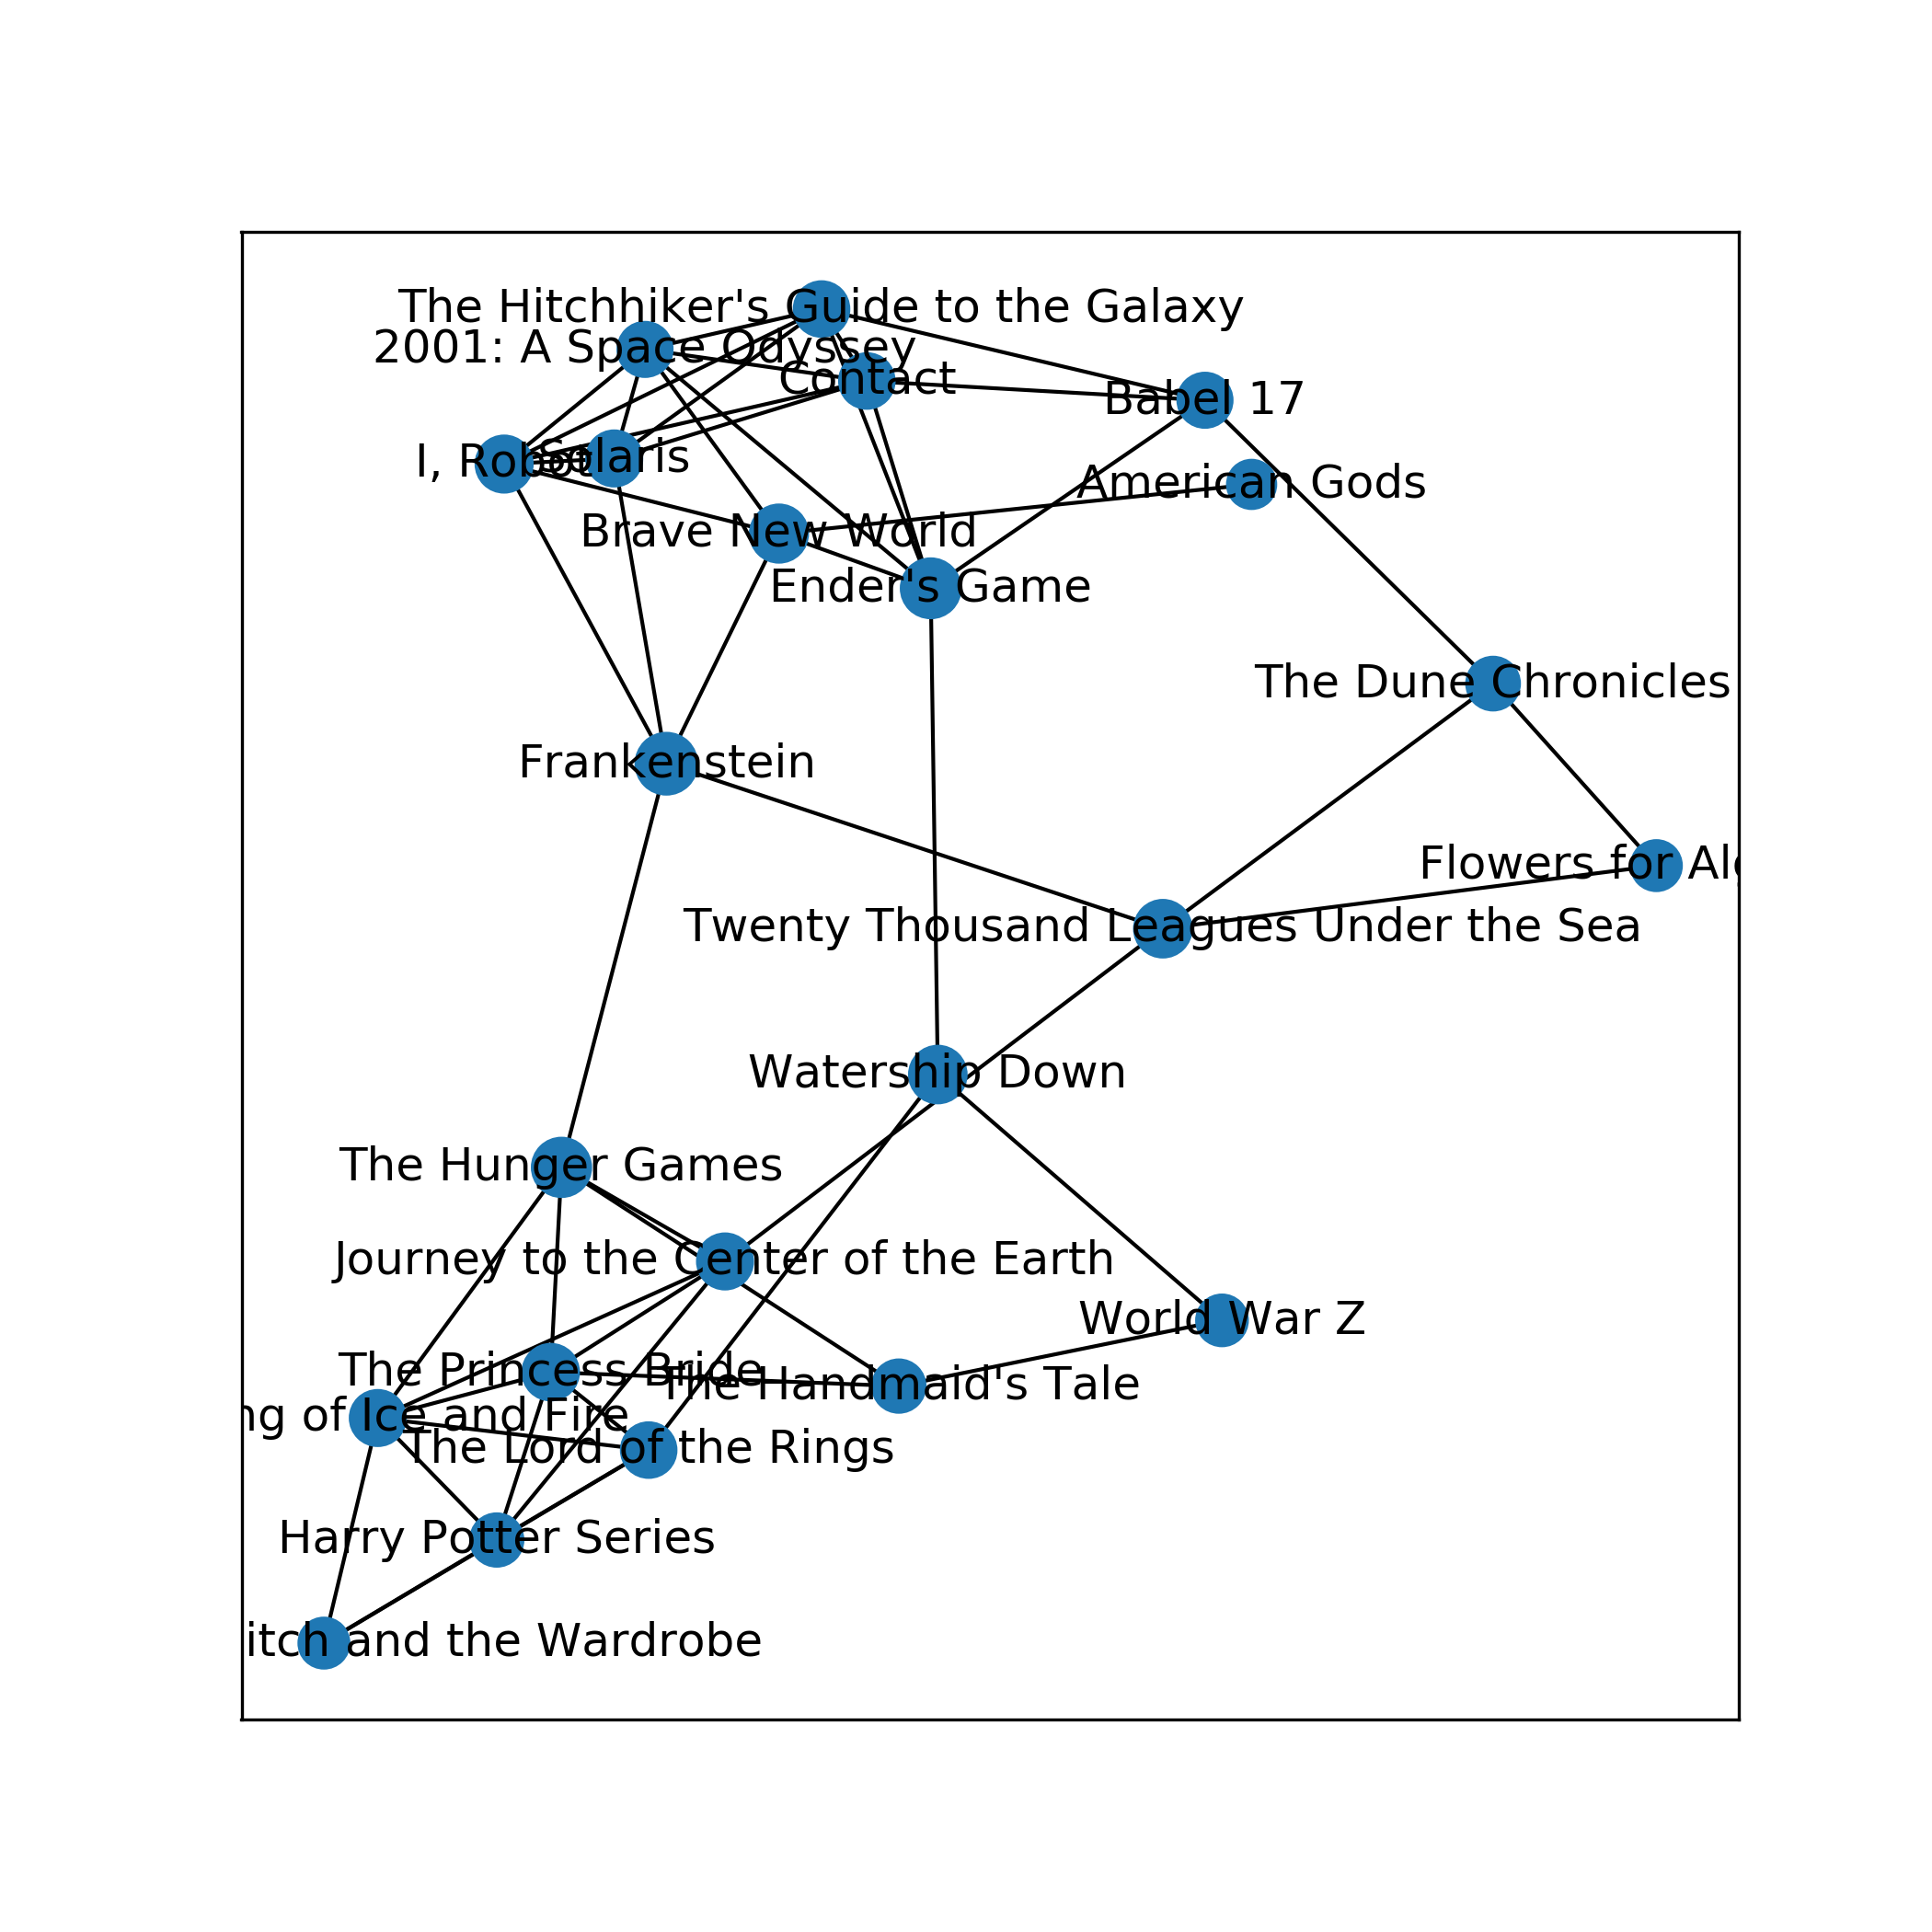 The Hitchhiker's Guide to the Galaxy
2001: A Space Odyssey
Contact
Babel 17
I, Robot
Solaris
American Gods
Brave New World
Ender's Game
The Dune Chronicles
Frankenstein
Flowers for Alg
Twenty Thousand Leagues Under the Sea
Watership Down
The Hunger Games
Journey to the Center of the Earth
World War Z
The Princess Bride
The Handmaid's Tale
ng of Ice and Fire
The Lord of the Rings
Harry Potter Series
itch and the Wardrobe